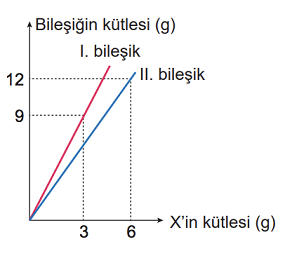 Bileşiğin kütlesi (g)
I. bileşik
II. bileşik
12
9
X'in kütlesi (g)
3
6